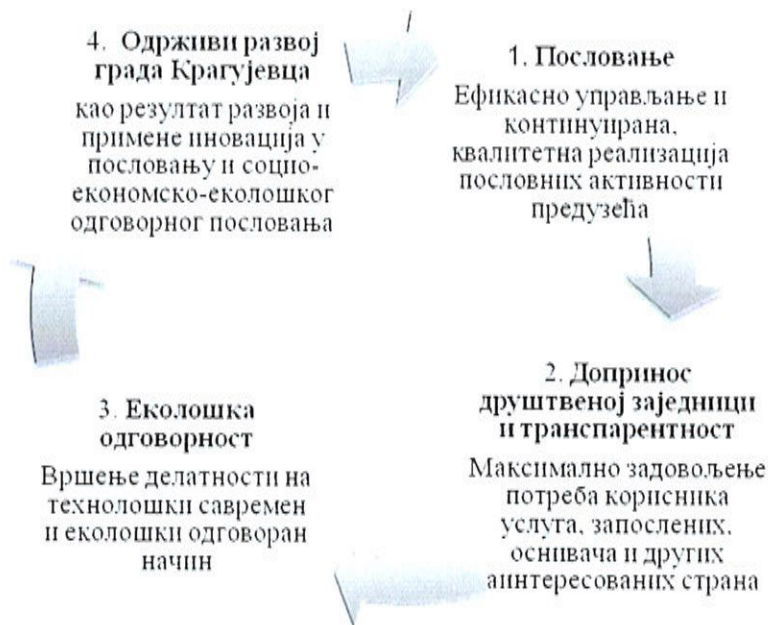 1. Пословање
Ефикасно управљање и
континуирана,
квалитетна реализација
пословних активности
предузећа
2. Допринос
друштвеној заједници
и транспарентност
Максимално задовољење
потреба корисника
услуга, запослених,
оснивача и других
аинтересованих страна
3. Еколошка
одговорност
Вршење делатности на
технолошки савремен
и еколошки одговоран
начин
4. Одрживи развој
града Крагујевца
као резултат развоја и
примене иновација у
пословању и социо-
економско-еколошког
одговорног пословања